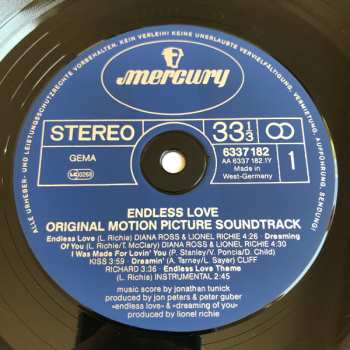 ALLE URHEBER- UND LEISTUNGSSCHUTZRECHTE VORBEHALTEN. KEIN VERLEIH! KEINE UNERLAUBTE VERVIELFÄLTIGUNG, VERMIETUNG, AUFFÜHRUNG, SENDUNG!
mercury
STEREO
33 1/3
GEMA
LC 0268
6337 182
AA 6337 182.1Y
Made in
West-Germany
1
ENDLESS LOVE
ORIGINAL MOTION PICTURE SOUNDTRACK
Endless Love (L. Richie) DIANA ROSS & LIONEL RICHIE 4:26 - Dreaming
Of You (L. Richie/T. McClary) DIANA ROSS & LIONEL RICHIE 4:30
I Was Made For Lovin' You (P. Stanley/V. Poncia/D. Child)
KISS 3:59 - Dreamin' (A. Tarney/L. Sayer) CLIFF
RICHARD 3:36 - Endless Love Theme
(L. Richie) INSTRUMENTAL 2:45
music score by jonathan tunick
produced by jon peters & peter guber
»endless love« & »dreaming of you«
produced by lionel richie